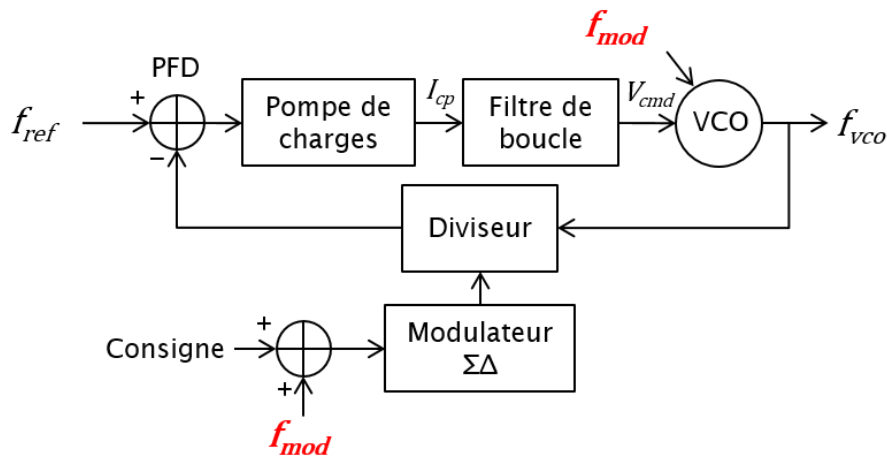 f_mod
PFD
+
f_ref
−
Pompe de
charges
I_cp
Filtre de
boucle
V_cmd
VCO
f_vco
Diviseur
Consigne
+
+
Modulateur
ΣΔ
f_mod